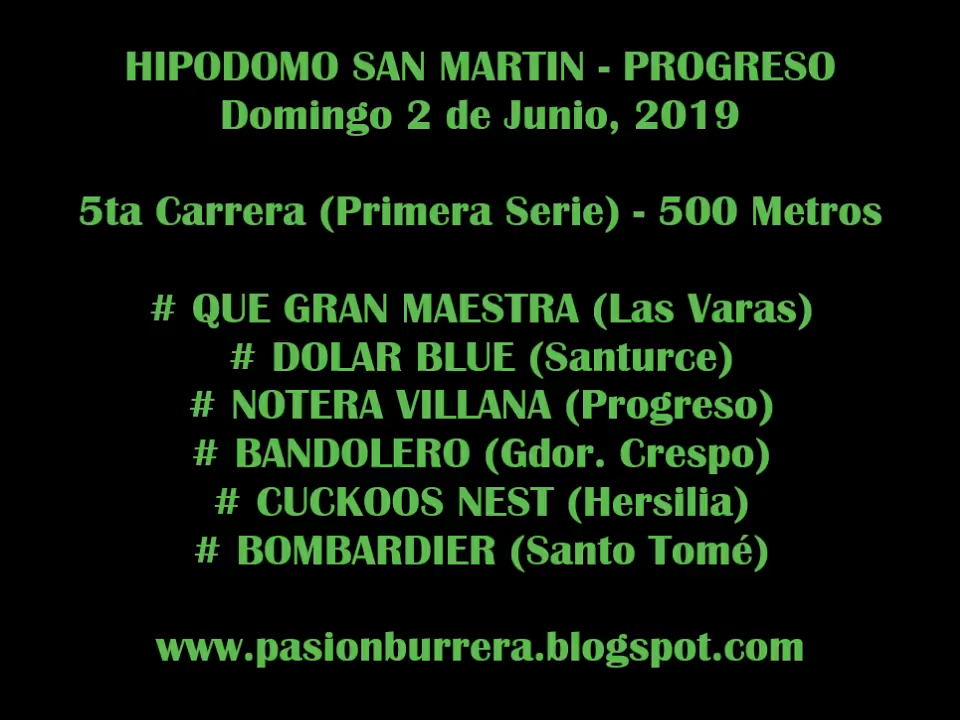 HIPODOMO SAN MARTIN - PROGRESO
Domingo 2 de Junio, 2019
5ta Carrera (Primera Serie) - 500 Metros
# QUE GRAN MAESTRA (Las Varas)
# DOLAR BLUE (Santurce)
# NOTERA VILLANA (Progreso)
# BANDOLERO (Gdor. Crespo)
# CUCKOOS NEST (Hersilia)
# BOMBARDIER (Santo Tomé)
www.pasionburrera.blogspot.com